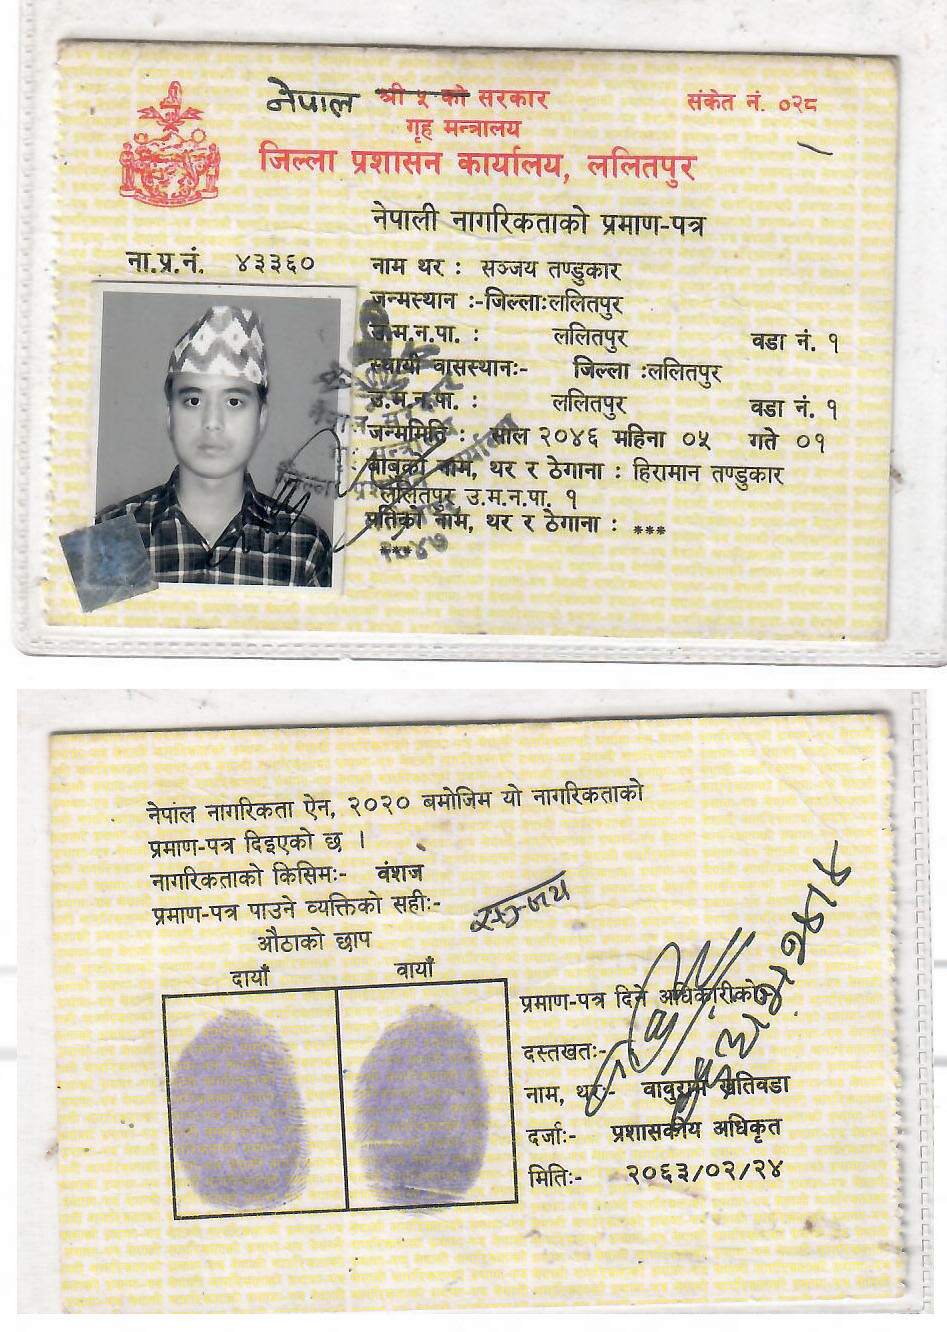 नेपाल श्री ५ को सरकार
संकेत नं. ०२८
गृह मन्त्रालय
जिल्ला प्रशासन कार्यालय, ललितपुर
नेपाली नागरिकताको प्रमाण-पत्र
ना.प्र.नं. ४३३६०
नाम थर : सञ्जय तण्डुकार
जन्मस्थान :-जिल्लाःललितपुर
उ.म.न.पा. : ललितपुर वडा नं. १
स्थायी वासस्थानः- जिल्ला :ललितपुर
उ.म.न.पा. : ललितपुर वडा नं. १
जन्ममिति : साल २०४६ महिना ०५ गते ०१
बाबुको नाम, थर र ठेगाना : हिरामान तण्डुकार
ललितपुर उ.म.न.पा. १
पतिको नाम, थर र ठेगाना : ***
***
नेपाल नागरिकता ऐन, २०२० बमोजिम यो नागरिकताको
प्रमाण-पत्र दिइएको छ ।
नागरिकताको किसिमः- वंशज
प्रमाण-पत्र पाउने व्यक्तिको सहीः-
सञ्जय
औठाको छाप
दायाँ वायाँ
प्रमाण-पत्र दिने अधिकारीको
दस्तखतः-
नाम, थरः- वावुराम खतिवडा
दर्जाः- प्रशासकीय अधिकृत
मितिः- २०६३/०२/२४